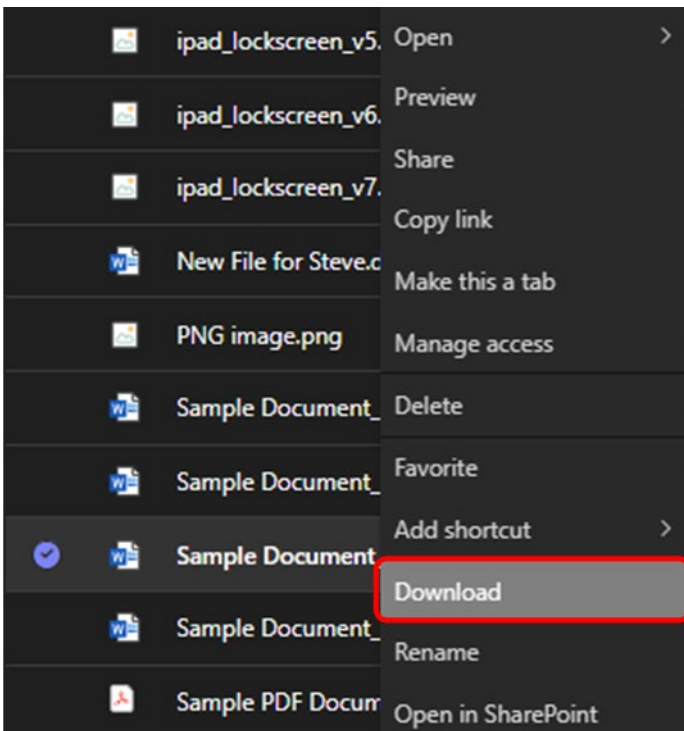 ipad_lockscreen_v5.
ipad_lockscreen_v6.
ipad_lockscreen_v7.
New File for Steve.d
PNG image.png
Sample Document_
Sample Document_
Sample Document
Sample Document_
Sample PDF Docum
Open
Preview
Share
Copy link
Make this a tab
Manage access
Delete
Favorite
Add shortcut
Download
Rename
Open in SharePoint